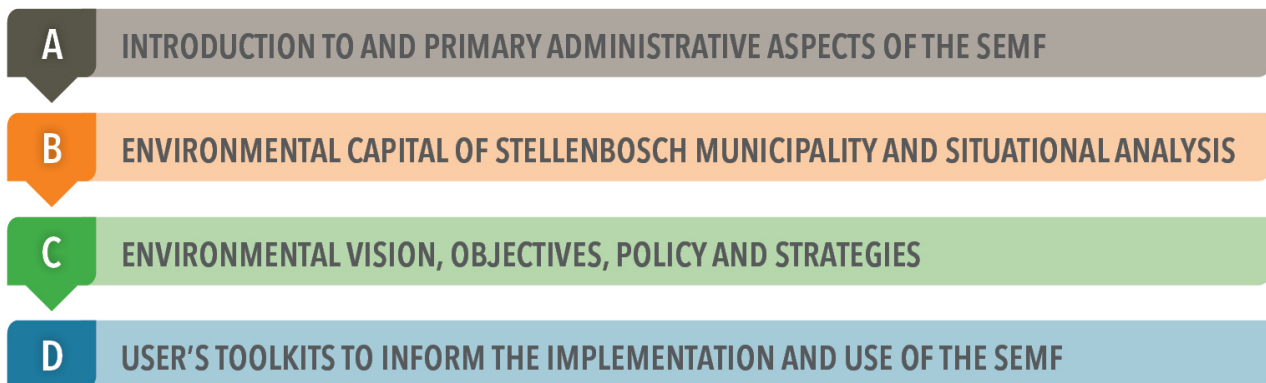 A INTRODUCTION TO AND PRIMARY ADMINISTRATIVE ASPECTS OF THE SEMF
B ENVIRONMENTAL CAPITAL OF STELLENBOSCH MUNICIPALITY AND SITUATIONAL ANALYSIS
C ENVIRONMENTAL VISION, OBJECTIVES, POLICY AND STRATEGIES
D USER’S TOOLKITS TO INFORM THE IMPLEMENTATION AND USE OF THE SEMF